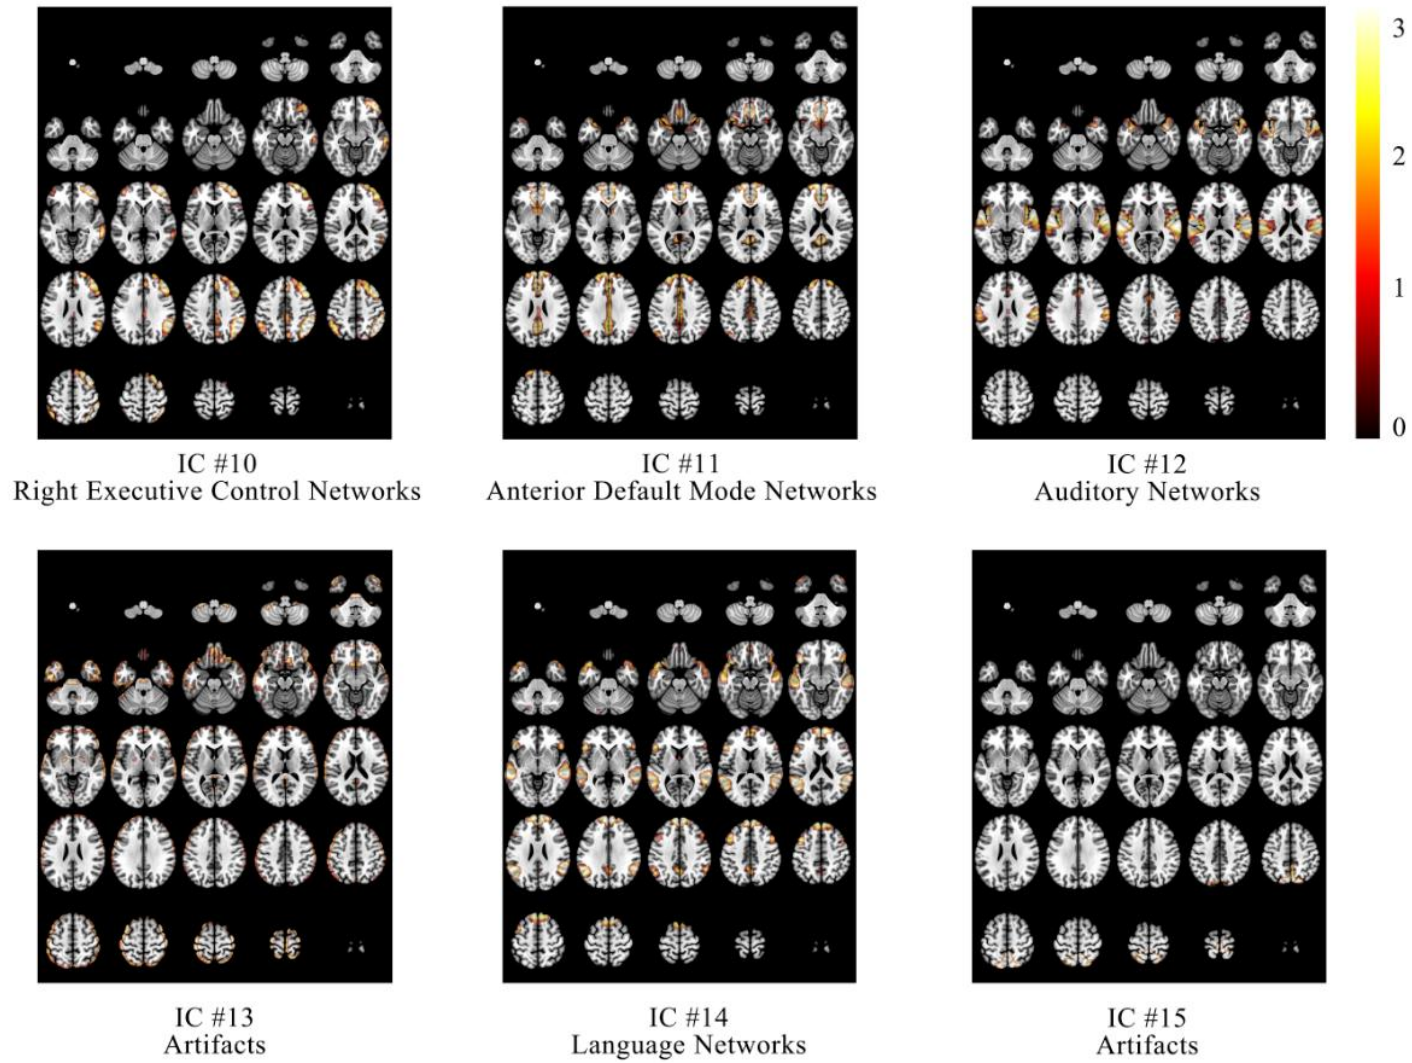 3
2
1
0
IC #10
Right Executive Control Networks
IC #11
Anterior Default Mode Networks
IC #12
Auditory Networks
IC #13
Artifacts
IC #14
Language Networks
IC #15
Artifacts